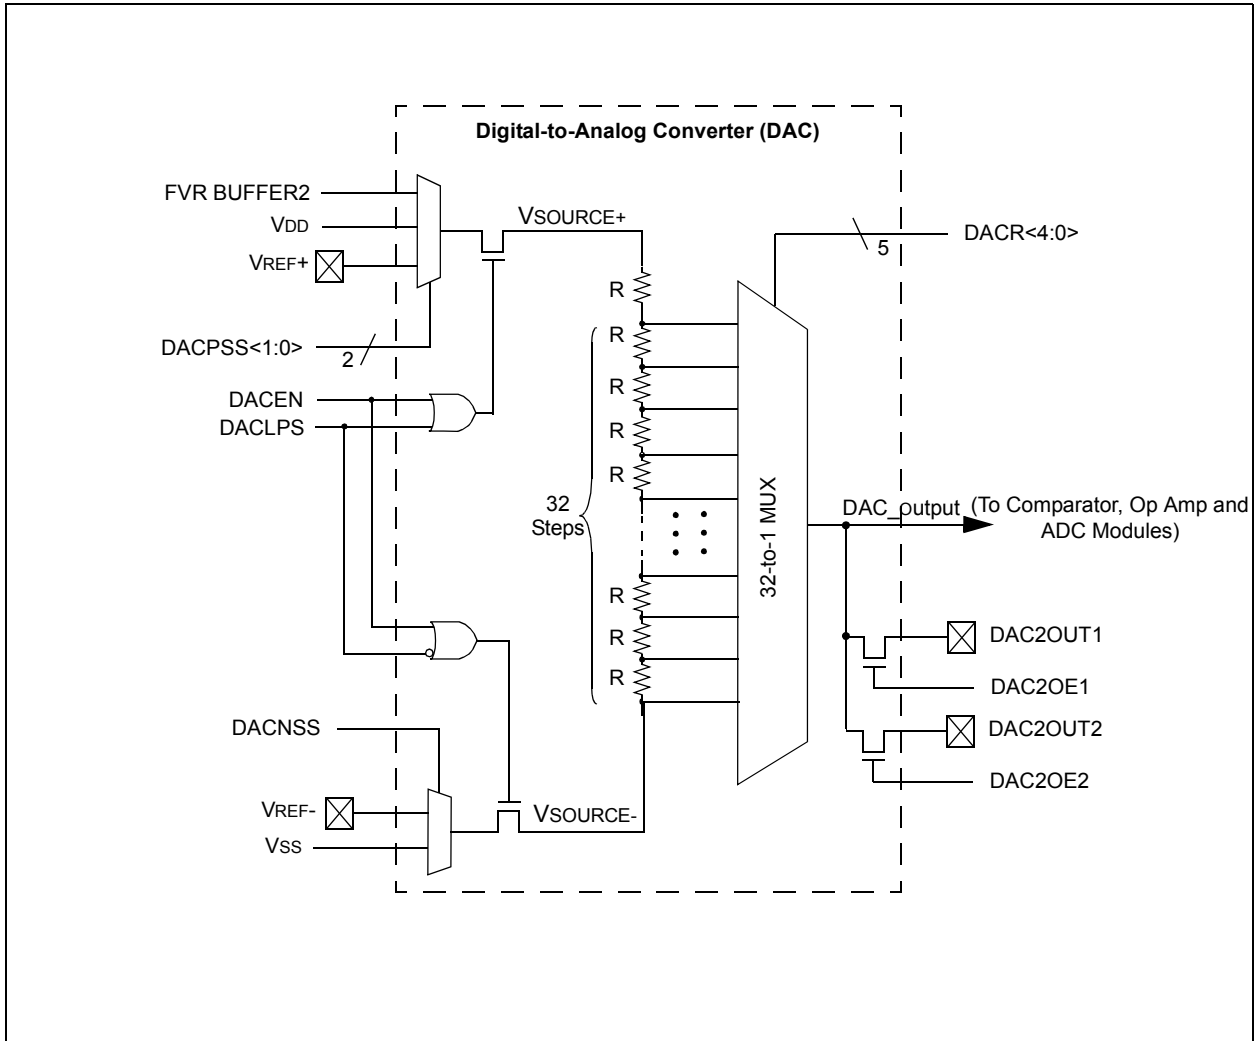 Digital-to-Analog Converter (DAC)
FVR BUFFER2
VDD
VREF+
DACPSS<1:0>
2
DACEN
DACLPS
VSOURCE+
R
R
R
R
R
32
Steps
R
R
R
32-to-1 MUX
5
DACR<4:0>
DAC_output
(To Comparator, Op Amp and
ADC Modules)
DAC2OUT1
DAC2OE1
DAC2OUT2
DAC2OE2
DACNSS
VREF-
VSS
VSOURCE-